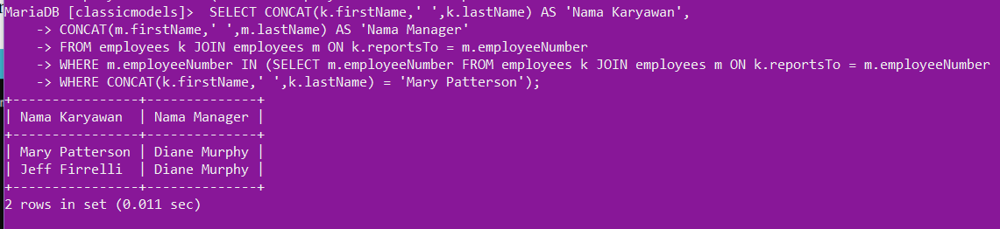 MariaDB [classicmodels]>  SELECT CONCAT(k.firstName,' ',k.lastName) AS 'Nama Karyawan',
    -> CONCAT(m.firstName,' ',m.lastName) AS 'Nama Manager'
    -> FROM employees k JOIN employees m ON k.reportsTo = m.employeeNumber
    -> WHERE m.employeeNumber IN (SELECT m.employeeNumber FROM employees k JOIN employees m ON k.reportsTo = m.employeeNumber
    -> WHERE CONCAT(k.firstName,' ',k.lastName) = 'Mary Patterson');
+----------------+--------------+
| Nama Karyawan  | Nama Manager |
+----------------+--------------+
| Mary Patterson | Diane Murphy |
| Jeff Firrelli  | Diane Murphy |
+----------------+--------------+
2 rows in set (0.011 sec)